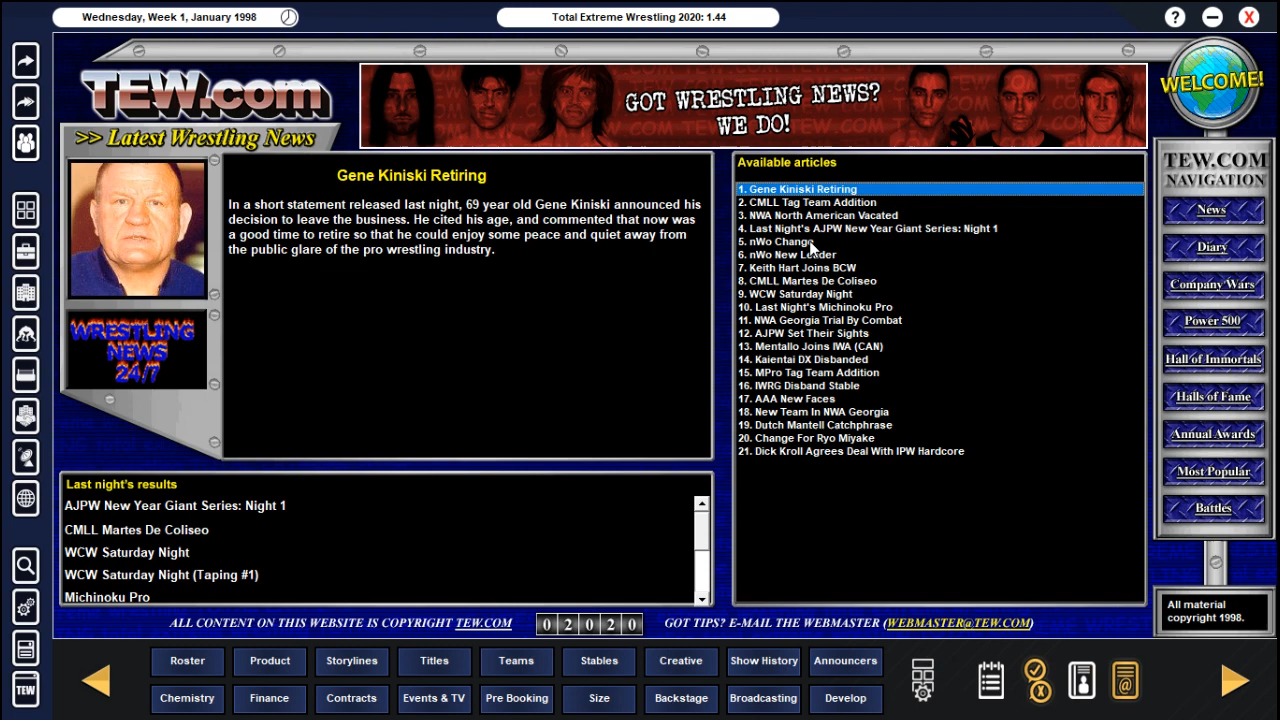 Wednesday, Week 1, January 1998
Total Extreme Wrestling 2020: 1.44
?
X
TEW.com
>> Latest Wrestling News
GOT WRESTLING NEWS?
WE DO!
WELCOME!
Gene Kiniski Retiring
In a short statement released last night, 69 year old Gene Kiniski announced his
decision to leave the business. He cited his age, and commented that now was
a good time to retire so that he could enjoy some peace and quiet away from
the public glare of the pro wrestling industry.
WRESTLING
NEWS
24/7
Available articles
1. Gene Kiniski Retiring
2. CMLL Tag Team Addition
3. NWA North American Vacated
4. Last Night's AJPW New Year Giant Series: Night 1
5. nWo Change
6. nWo New Leader
7. Keith Hart Joins BCW
8. CMLL Martes De Coliseo
9. WCW Saturday Night
10. Last Night's Michinoku Pro
11. NWA Georgia Trial By Combat
12. AJPW Set Their Sights
13. Mentallo Joins IWA (CAN)
14. Kaientai DX Disbanded
15. MPro Tag Team Addition
16. IWRG Disband Stable
17. AAA New Faces
18. New Team In NWA Georgia
19. Dutch Mantell Catchphrase
20. Change For Ryo Miyake
21. Dick Kroll Agrees Deal With IPW Hardcore
TEW.COM
NAVIGATION
News
Diary
Company Wars
Power 500
Hall of Immortals
Halls of Fame
Annual Awards
Most Popular
Battles
All material
copyright 1998.
Last night's results
AJPW New Year Giant Series: Night 1
CMLL Martes De Coliseo
WCW Saturday Night
WCW Saturday Night (Taping #1)
Michinoku Pro
ALL CONTENT ON THIS WEBSITE IS COPYRIGHT TEW.COM
0 2 0 2 0
GOT TIPS? E-MAIL THE WEBMASTER (WEBMASTER@TEW.COM)
Roster
Product
Storylines
Titles
Teams
Stables
Creative
Show History
Announcers
Chemistry
Finance
Contracts
Events & TV
Pre Booking
Size
Backstage
Broadcasting
Develop
TEW